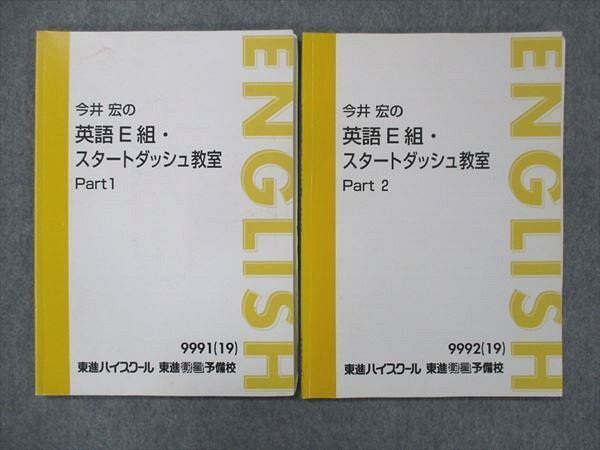 今井 宏の
英語E組・
スタートダッシュ教室
Part1
ENGLISH
9991(19)
東進ハイスクール 東進衛星予備校
今井 宏の
英語E組・
スタートダッシュ教室
Part 2
ENGLISH
9992(19)
東進ハイスクール 東進衛星予備校